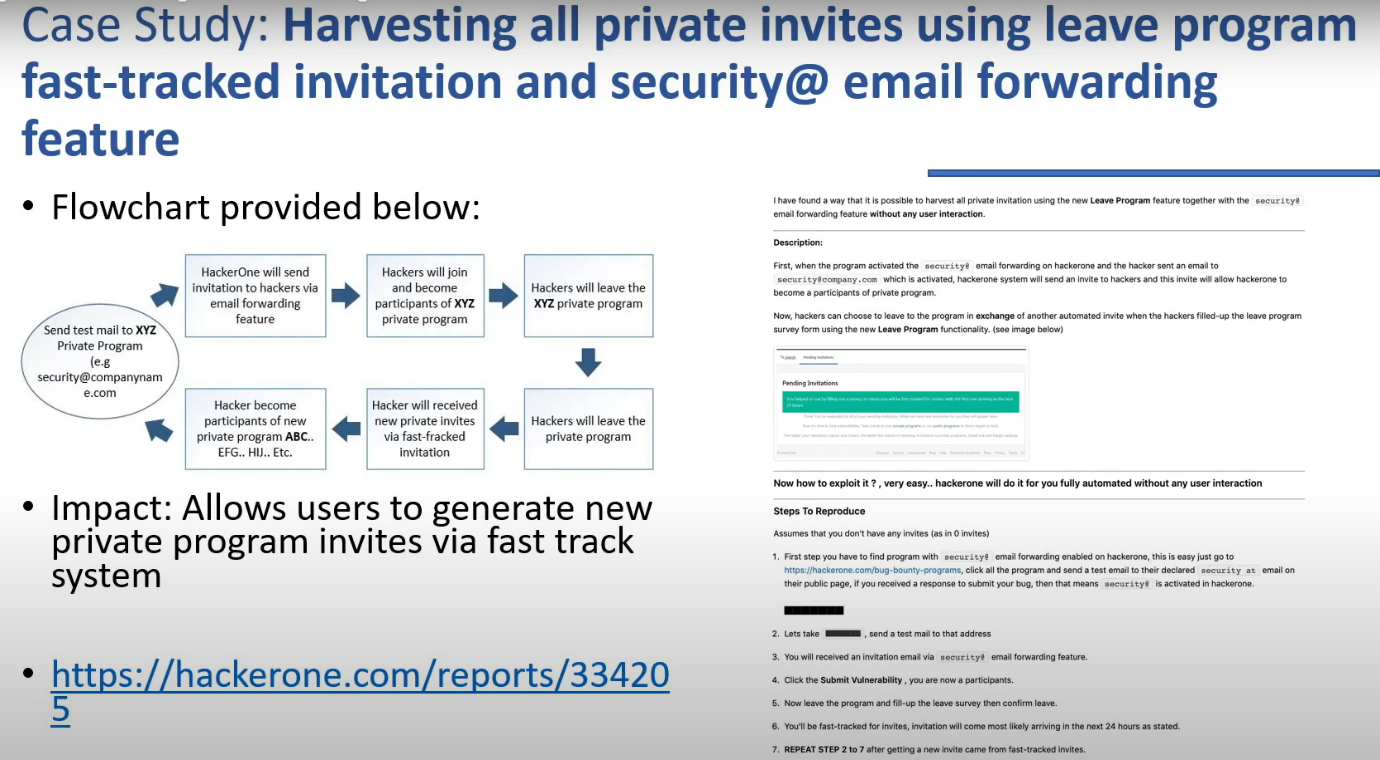 Case Study: Harvesting all private invites using leave program
fast-tracked invitation and security@ email forwarding
feature
• Flowchart provided below:
Send test mail to XYZ
Private Program
(e.g
security@companynam
e.com
HackerOne will send
invitation to hackers via
email forwarding
feature
Hackers will join
and become
participants of XYZ
private program
Hackers will leave the
XYZ private program
Hackers will leave the
private program
Hacker will received
new private invites
via fast-fracked
invitation
Hacker become
participants of new
private program ABC..
EFG.. HIJ.. Etc.
• Impact: Allows users to generate new
private program invites via fast track
system
• https://hackerone.com/reports/33420
5
I have found a way that it is possible to harvest all private invitation using the new Leave Program feature together with the security@
email forwarding feature without any user interaction.
Description:
First, when the program activated the security@ email forwarding on hackerone and the hacker sent an email to
security@company.com which is activated, hackerone system will send an invite to hackers and this invite will allow hackerone to
become a participants of private program.
Now, hackers can choose to leave to the program in exchange of another automated invite when the hackers filled-up the leave program
survey form using the new Leave Program functionality. (see image below)
Search Pending Invitations
Pending Invitations
Now how to exploit it ? , very easy.. hackerone will do it for you fully automated without any user interaction
Steps To Reproduce
Assumes that you don't have any invites (as in 0 invites)
1. First step you have to find program with security@ email forwarding enabled on hackerone, this is easy just go to
https://hackerone.com/bug-bounty-programs, click all the program and send a test email to their declared security at email on
their public page, if you received a response to submit your bug, then that means security@ is activated in hackerone.
2. Lets take , send a test mail to that address
3. You will received an invitation email via security@ email forwarding feature.
4. Click the Submit Vulnerability , you are now a participants.
5. Now leave the program and fill-up the leave survey then confirm leave.
6. You'll be fast-tracked for invites, invitation will come most likely arriving in the next 24 hours as stated.
7. REPEAT STEP 2 to 7 after getting a new invite came from fast-tracked invites.